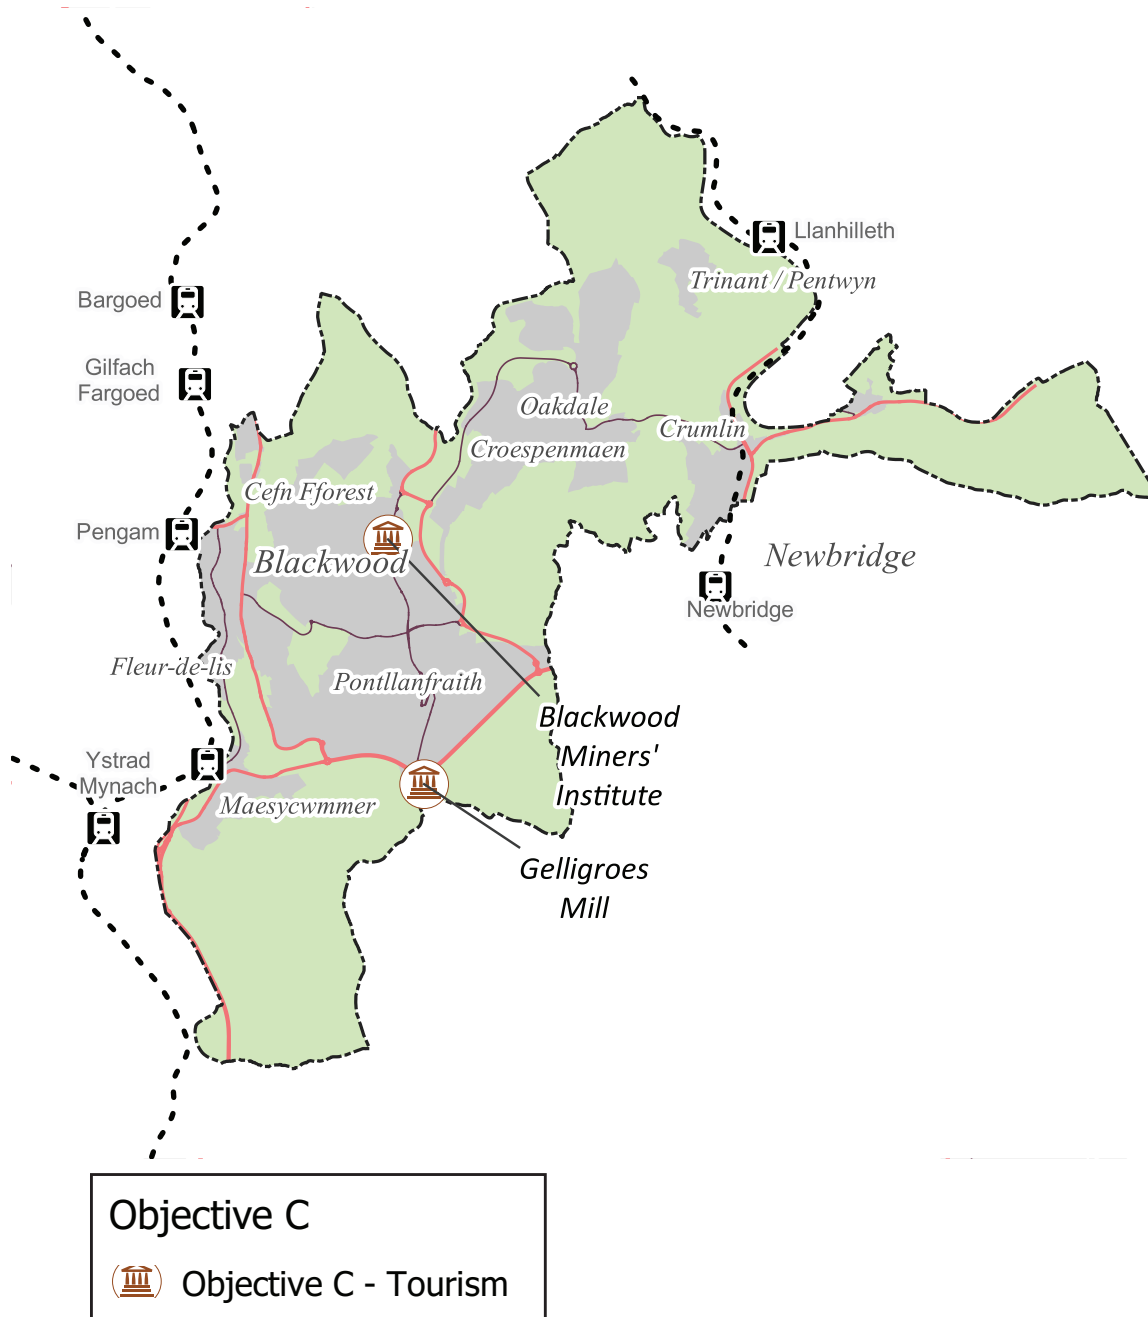 Llanhilleth
Trinant / Pentwyn
Bargoed
Gilfach
Fargoed
Oakdale
Crumlin
Croespenmaen
Cefn Fforest
Pengam
Blackwood
Newbridge
Newbridge
Fleur-de-lis
Pontllanfraith
Blackwood
Miners'
Institute
Ystrad
Mynach
Maesycwmmer
Gelligroes
Mill
Objective C
Objective C - Tourism